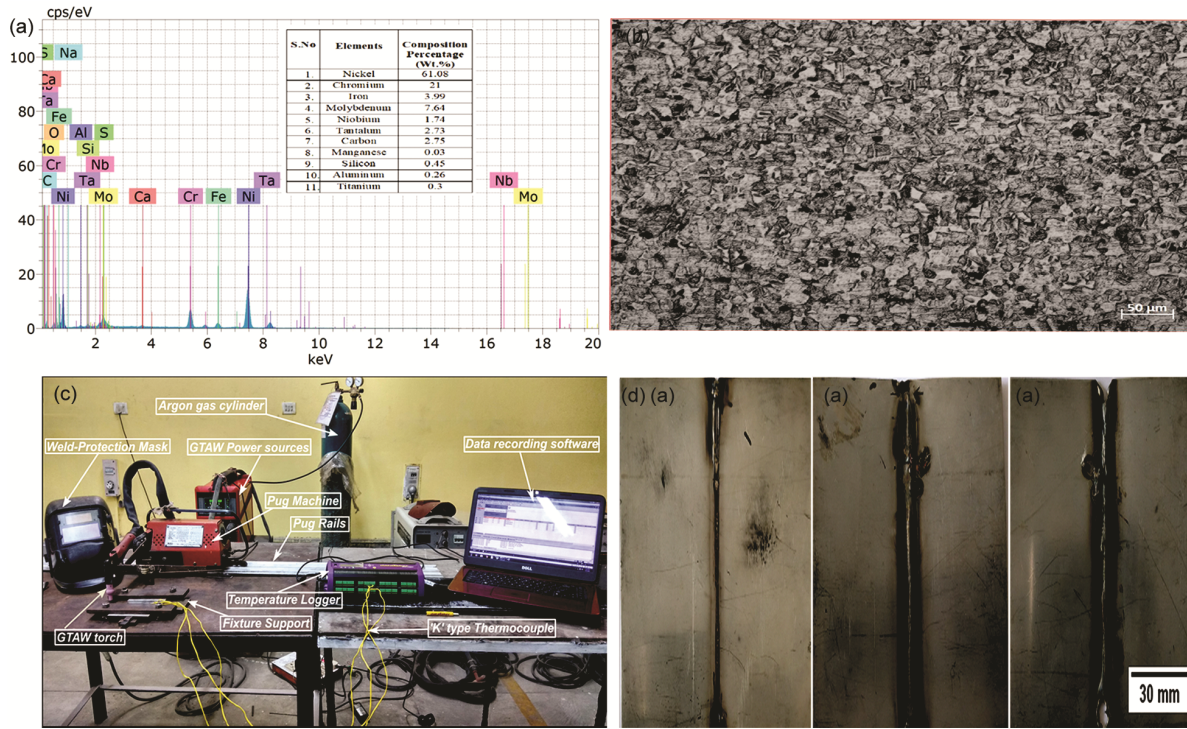 (a)
cps/eV
100
80
60
40
20
0
S Na
Ca
Ta
Fe
O Al S
Mo Si
Cr Nb
C Ta Ta Nb
Ni Mo Ca Cr Fe Ni Mo
2 4 6 8 10 12 14 16 18 20
keV
S.No Elements Composition
Percentage
(Wt.%)
1. Nickel 61.08
2. Chromium 21
3. Iron 3.99
4. Molybdenum 7.64
5. Niobium 1.74
6. Tantalum 2.73
7. Carbon 2.75
8. Manganese 0.03
9. Silicon 0.45
10. Aluminum 0.26
11. Titanium 0.3
(b)
50 µm
(c)
Argon gas cylinder
Weld-Protection Mask
GTAW Power sources
Data recording software
Pug Machine
Pug Rails
Temperature Logger
Fixture Support
'K' type Thermocouple
GTAW torch
DELL
(d) (a)
(a)
(a)
30 mm